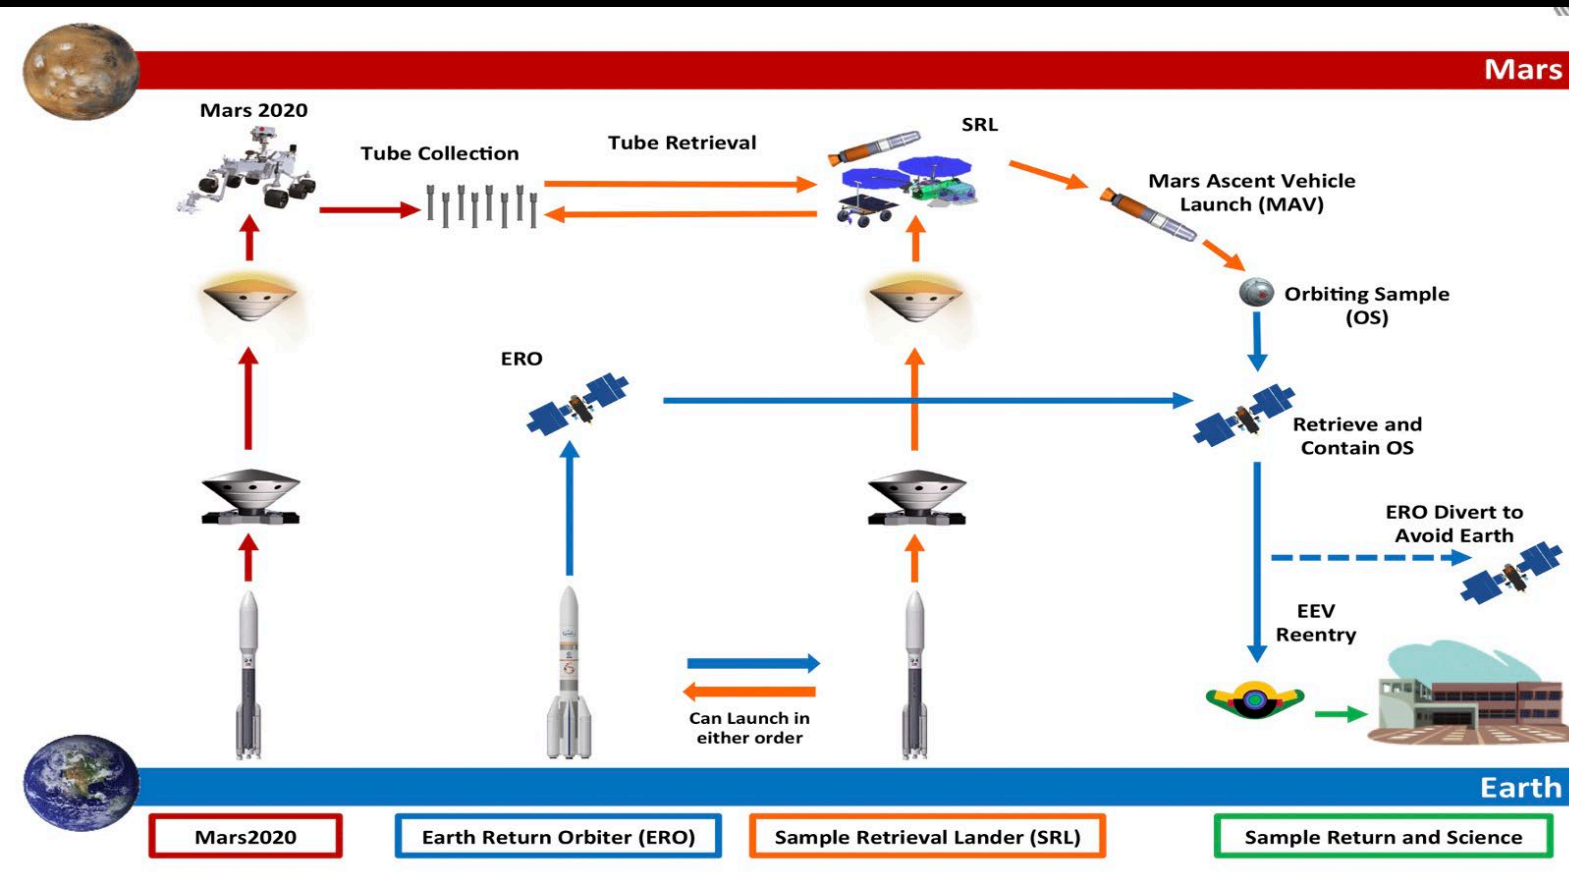 Mars
Mars 2020
SRL
Tube Collection
Tube Retrieval
Mars Ascent Vehicle
Launch (MAV)
Orbiting Sample
(OS)
ERO
Retrieve and
Contain OS
ERO Divert to
Avoid Earth
EEV
Reentry
Can Launch in
either order
Earth
Mars2020
Earth Return Orbiter (ERO)
Sample Retrieval Lander (SRL)
Sample Return and Science